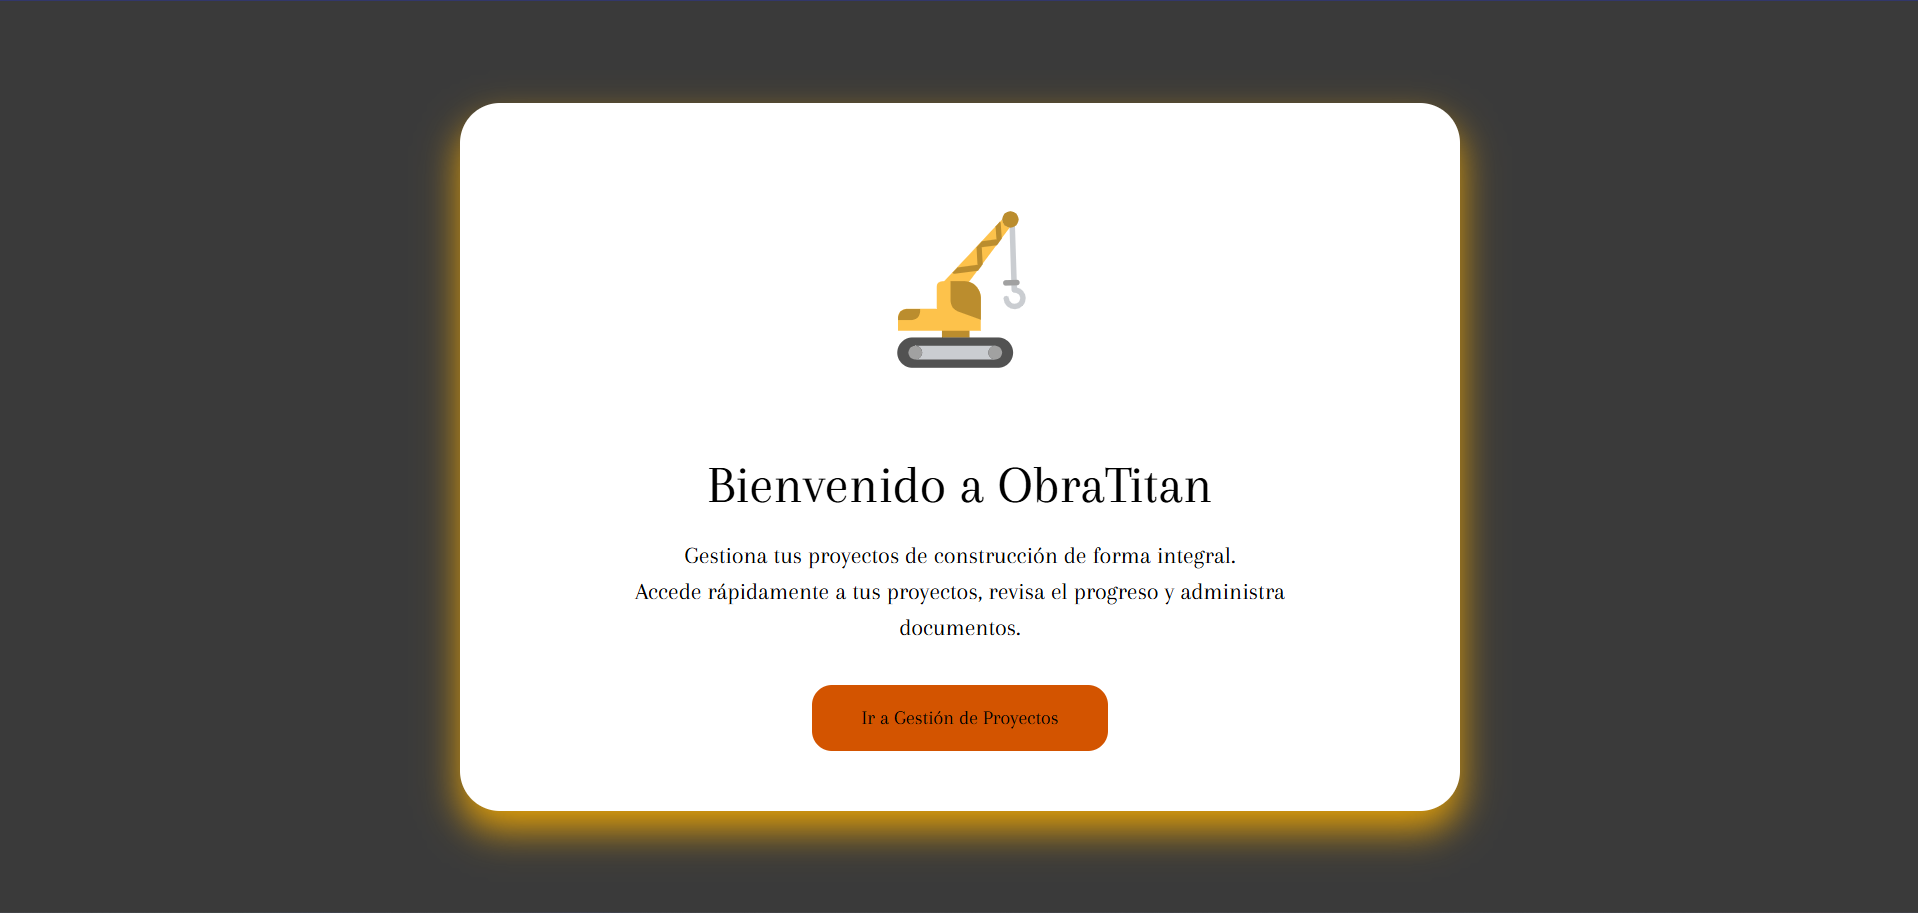 Bienvenido a ObraTitan
Gestiona tus proyectos de construcción de forma integral.
Accede rápidamente a tus proyectos, revisa el progreso y administra
documentos.
Ir a Gestión de Proyectos